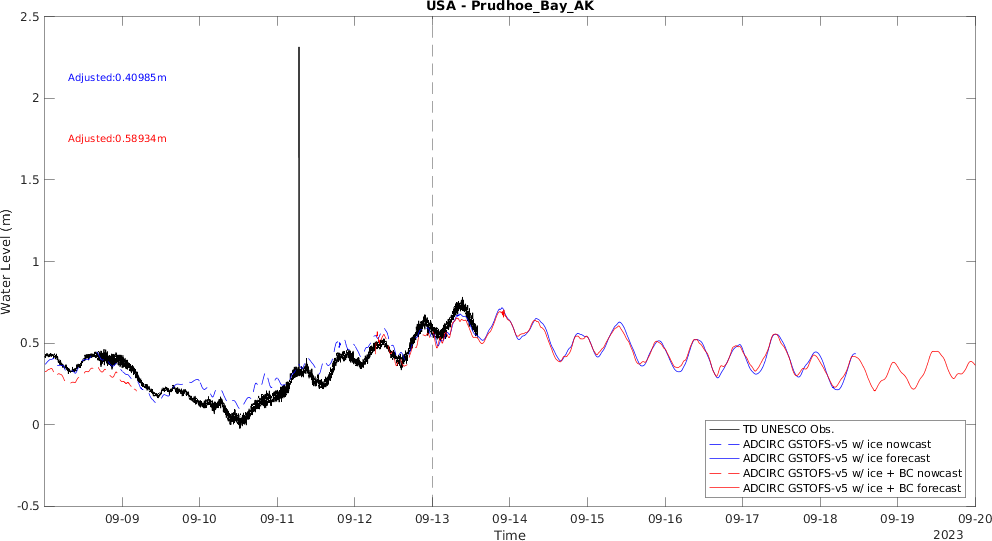 USA - Prudhoe_Bay_AK
2.5
2
1.5
1
0.5
0
-0.5
Water Level (m)
Adjusted:0.40985m
Adjusted:0.58934m
TD UNESCO Obs.
ADCIRC GSTOFS-v5 w/ ice nowcast
ADCIRC GSTOFS-v5 w/ ice forecast
ADCIRC GSTOFS-v5 w/ ice + BC nowcast
ADCIRC GSTOFS-v5 w/ ice + BC forecast
09-09 09-10 09-11 09-12 09-13 09-14 09-15 09-16 09-17 09-18 09-19 09-20
Time
2023